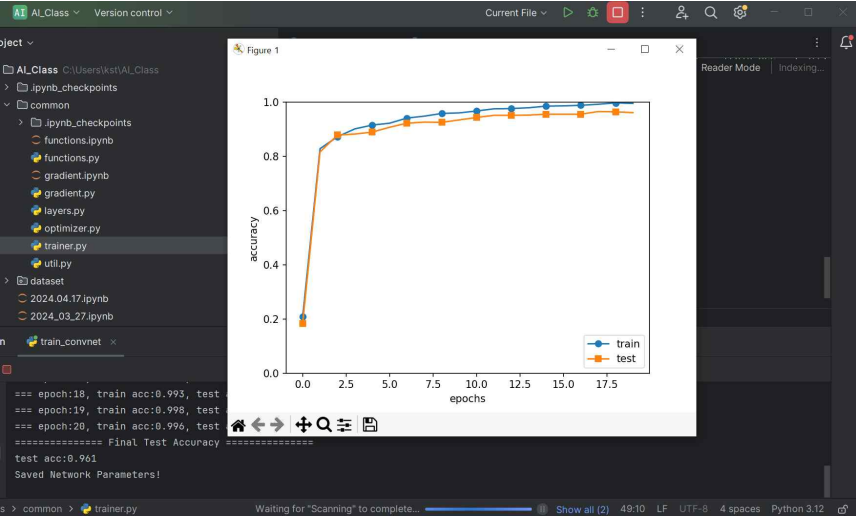 AI AI_Class Version control Current File
oject
AI_Class C:\Users\kst\AI_Class
.ipynb_checkpoints
common
.ipynb_checkpoints
functions.ipynb
functions.py
gradient.ipynb
gradient.py
layers.py
optimizer.py
trainer.py
util.py
dataset
2024.04.17.ipynb
2024_03_27.ipynb
Reader Mode Indexing...
Figure 1
1.0
0.8
0.6
0.4
0.2
0.0
accuracy
0.0 2.5 5.0 7.5 10.0 12.5 15.0 17.5
epochs
train
test
n train_convnet
=== epoch:18, train acc:0.993, test
=== epoch:19, train acc:0.998, test
=== epoch:20, train acc:0.996, test
=============== Final Test Accuracy ===============
test acc:0.961
Saved Network Parameters!
s > common > trainer.py Waiting for "Scanning" to complete... Show all (2) 49:10 LF UTF-8 4 spaces Python 3.12